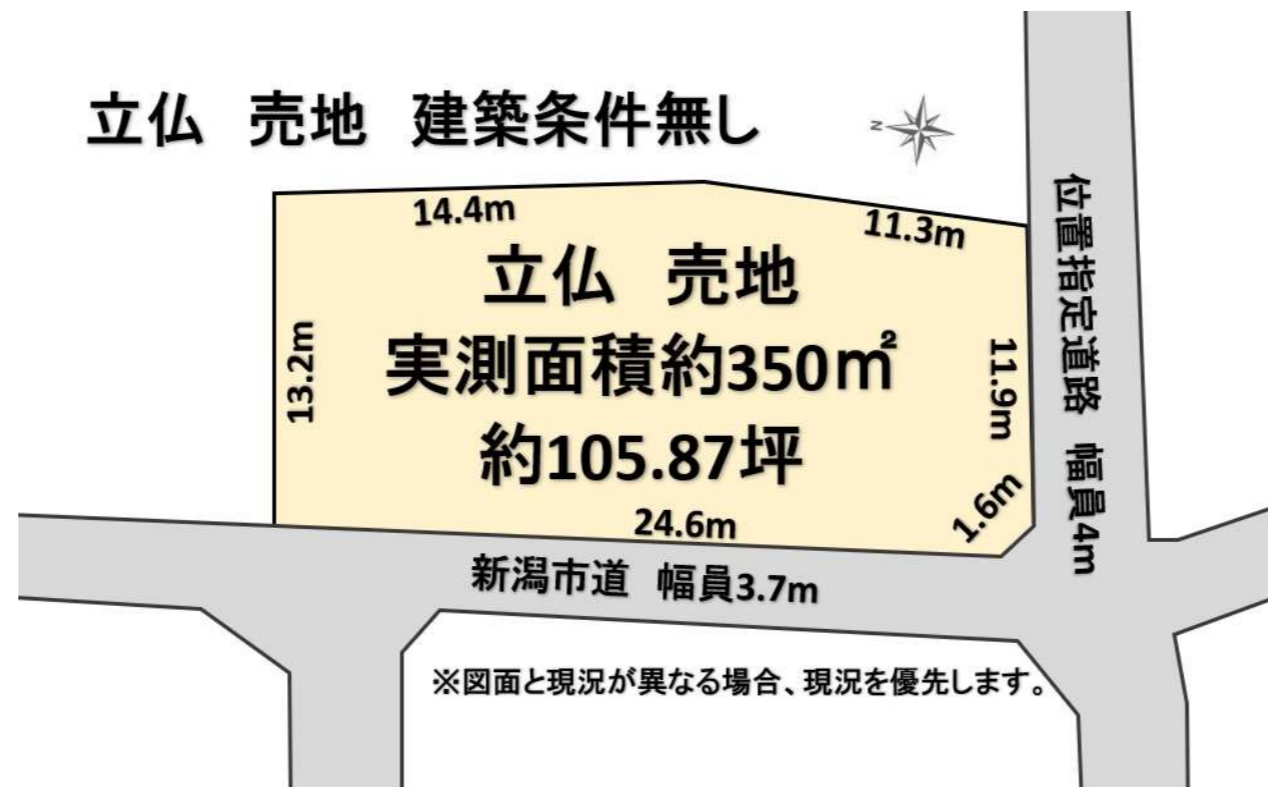 立仏　売地　建築条件無し
N
14.4m
11.3m
立仏　売地
実測面積約350㎡
約105.87坪
13.2m
11.9m
1.6m
24.6m
位置指定道路　幅員4m
新潟市道　幅員3.7m
※図面と現況が異なる場合、現況を優先します。